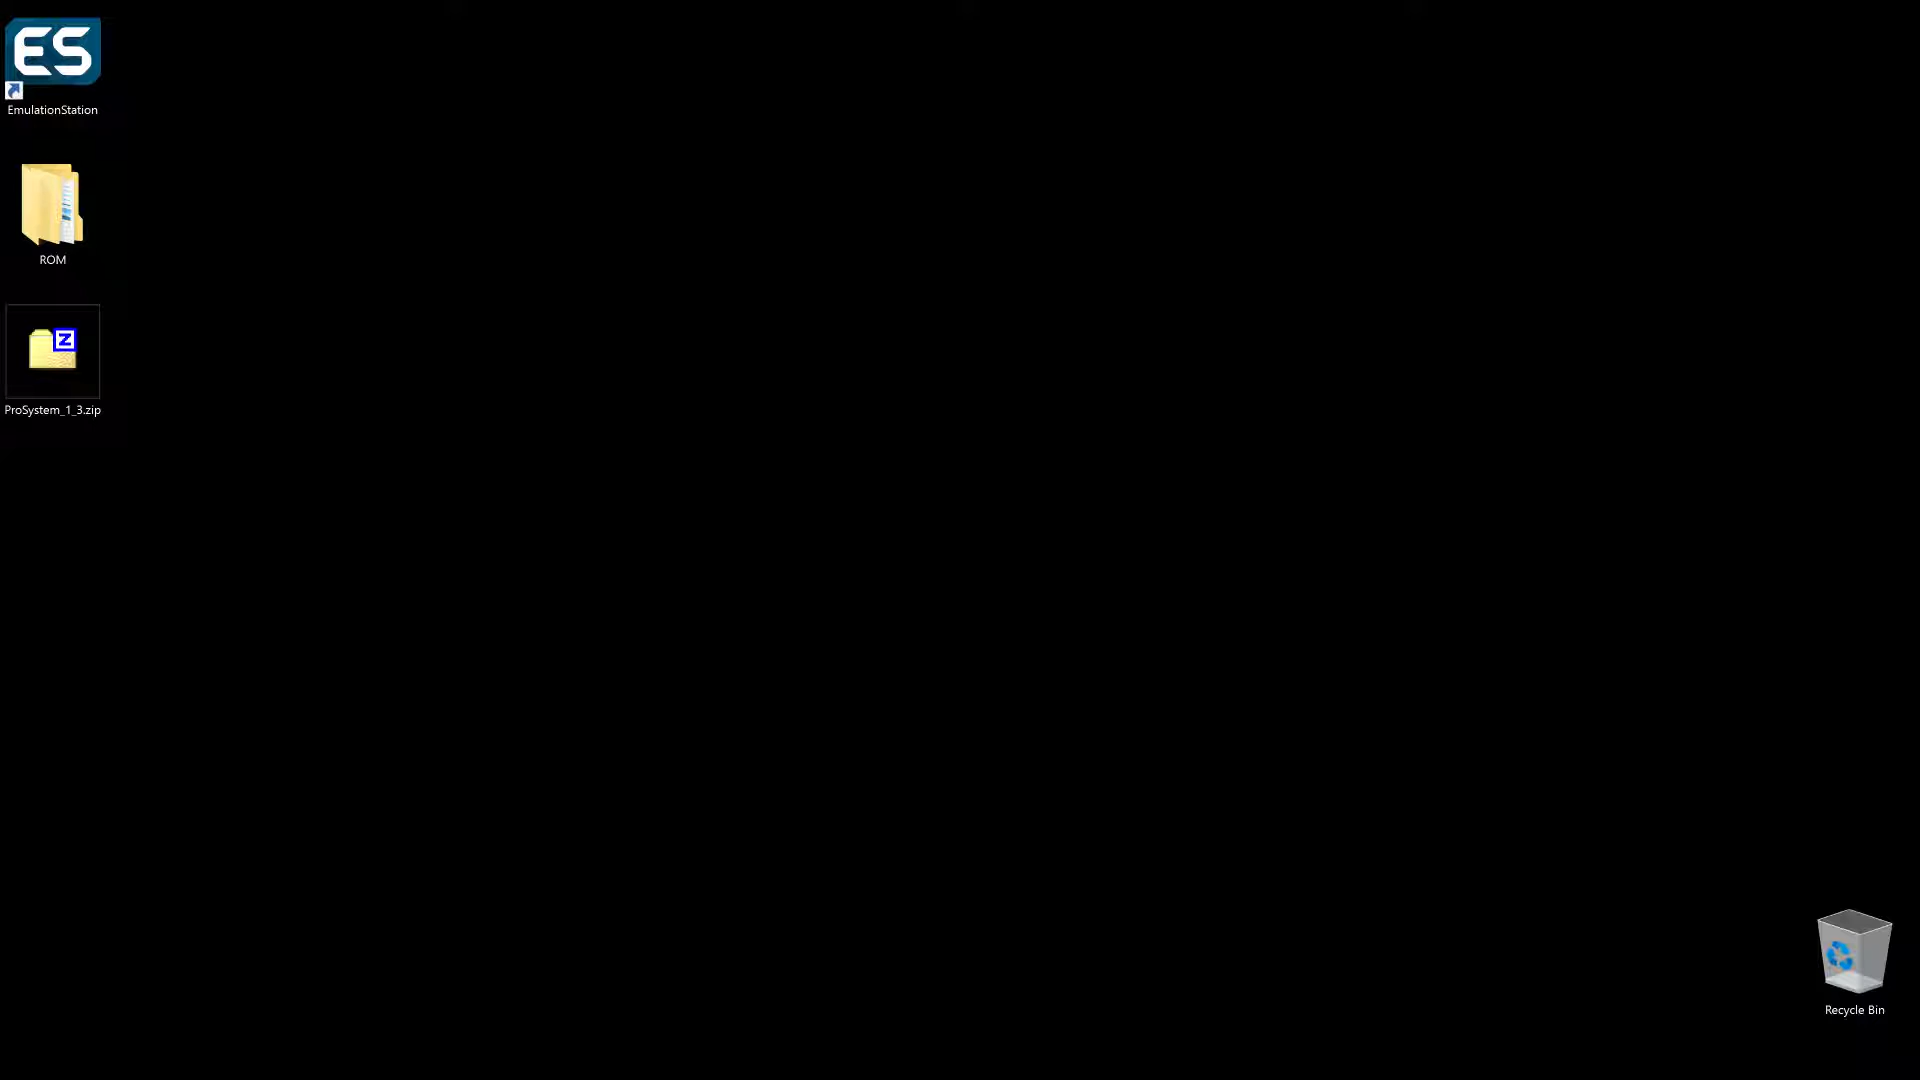 ES
EmulationStation
ROM
Z
ProSystem_1_3.zip
Recycle Bin